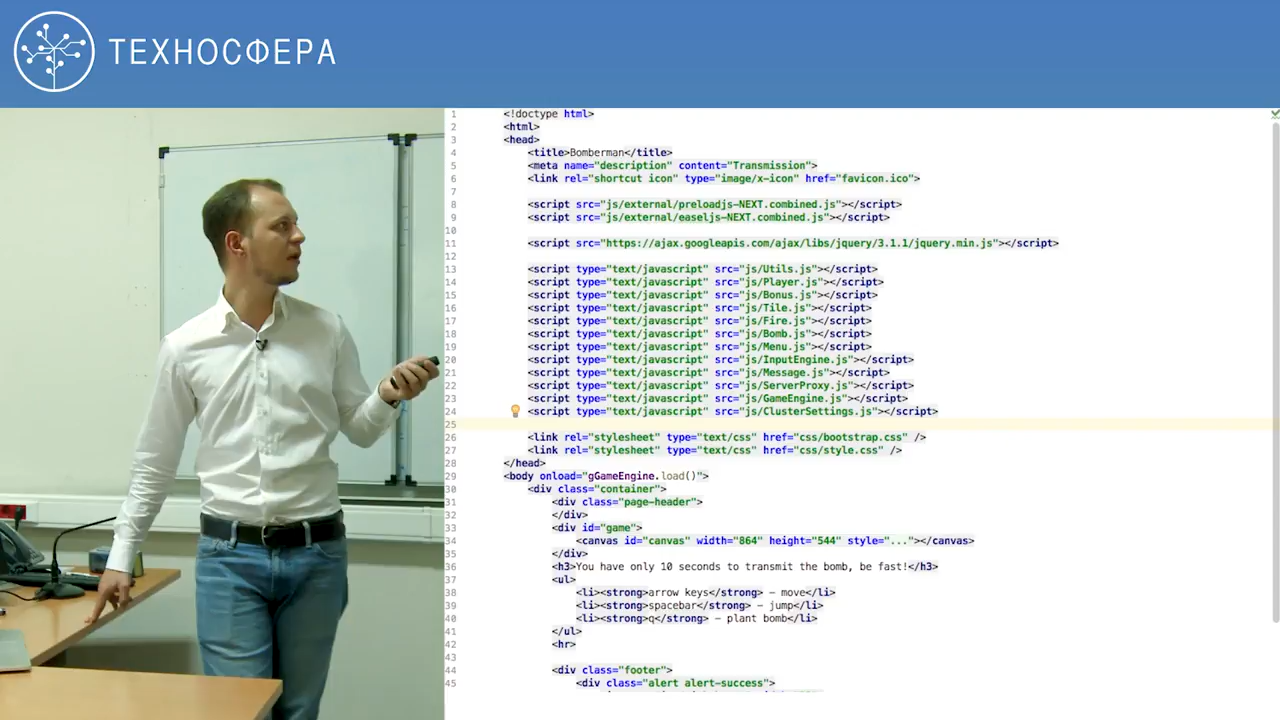 ТЕХНОСФЕРА
1 <!doctype html>
2 <html>
3 <head>
4 <title>Bomberman</title>
5 <meta name="description" content="Transmission">
6 <link rel="shortcut icon" type="image/x-icon" href="favicon.ico">
7
8 <script src="js/external/preloadjs-NEXT.combined.js"></script>
9 <script src="js/external/easeljs-NEXT.combined.js"></script>
10
11 <script src="https://ajax.googleapis.com/ajax/libs/jquery/3.1.1/jquery.min.js"></script>
12
13 <script type="text/javascript" src="js/Utils.js"></script>
14 <script type="text/javascript" src="js/Player.js"></script>
15 <script type="text/javascript" src="js/Bonus.js"></script>
16 <script type="text/javascript" src="js/Tile.js"></script>
17 <script type="text/javascript" src="js/Fire.js"></script>
18 <script type="text/javascript" src="js/Bomb.js"></script>
19 <script type="text/javascript" src="js/Menu.js"></script>
20 <script type="text/javascript" src="js/InputEngine.js"></script>
21 <script type="text/javascript" src="js/Message.js"></script>
22 <script type="text/javascript" src="js/ServerProxy.js"></script>
23 <script type="text/javascript" src="js/GameEngine.js"></script>
24 <script type="text/javascript" src="js/ClusterSettings.js"></script>
25
26 <link rel="stylesheet" type="text/css" href="css/bootstrap.css" />
27 <link rel="stylesheet" type="text/css" href="css/style.css" />
28 </head>
29 <body onload="gGameEngine.load()">
30 <div class="container">
31 <div class="page-header">
32 </div>
33 <div id="game">
34 <canvas id="canvas" width="864" height="544" style="..."></canvas>
35 </div>
36 <h3>You have only 10 seconds to transmit the bomb, be fast!</h3>
37 <ul>
38 <li><strong>arrow keys</strong> – move</li>
39 <li><strong>spacebar</strong> – jump</li>
40 <li><strong>q</strong> – plant bomb</li>
41 </ul>
42 <hr>
43
44 <div class="footer">
45 <div class="alert alert-success">